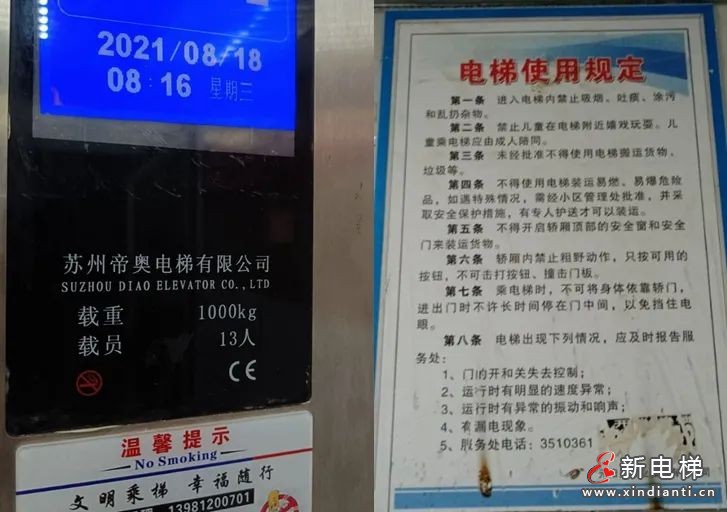 2021/08/18
08:16 星期三
苏州帝奥电梯有限公司
SUZHOU DIAO ELEVATOR CO., LTD
载重 1000kg
载员 13人
CE
温馨提示
No Smoking
文明乘梯 幸福随行
13981200701
电梯使用规定
第一条 进入电梯内禁止吸烟、吐痰、涂污
和乱扔杂物。
第二条 禁止儿童在电梯附近嬉戏玩耍。儿
童乘电梯应由成人陪同。
第三条 未经批准不得使用电梯搬运货物、
垃圾等。
第四条 不得使用电梯装运易燃、易爆危险
品，如遇特殊情况，需经小区管理处批准，并采
取安全保护措施，有专人护送才可以装运。
第五条 不得开启轿厢顶部的安全窗和安全
门来装运货物。
第六条 轿厢内禁止粗野动作，只按可用的
按钮，不可击打按钮、撞击门板。
第七条 乘电梯时，不可将身体依靠轿门，
进出门时不许长时间停在门中间，以免挡住电
眼。
第八条 电梯出现下列情况，应及时报告服
务处：
1、门的开和关失去控制；
2、运行时有明显的速度异常；
3、运行时有异常的振动和响声；
4、有漏电现象。
5、服务处电话：3510361
新电梯
www.xindianti.cn